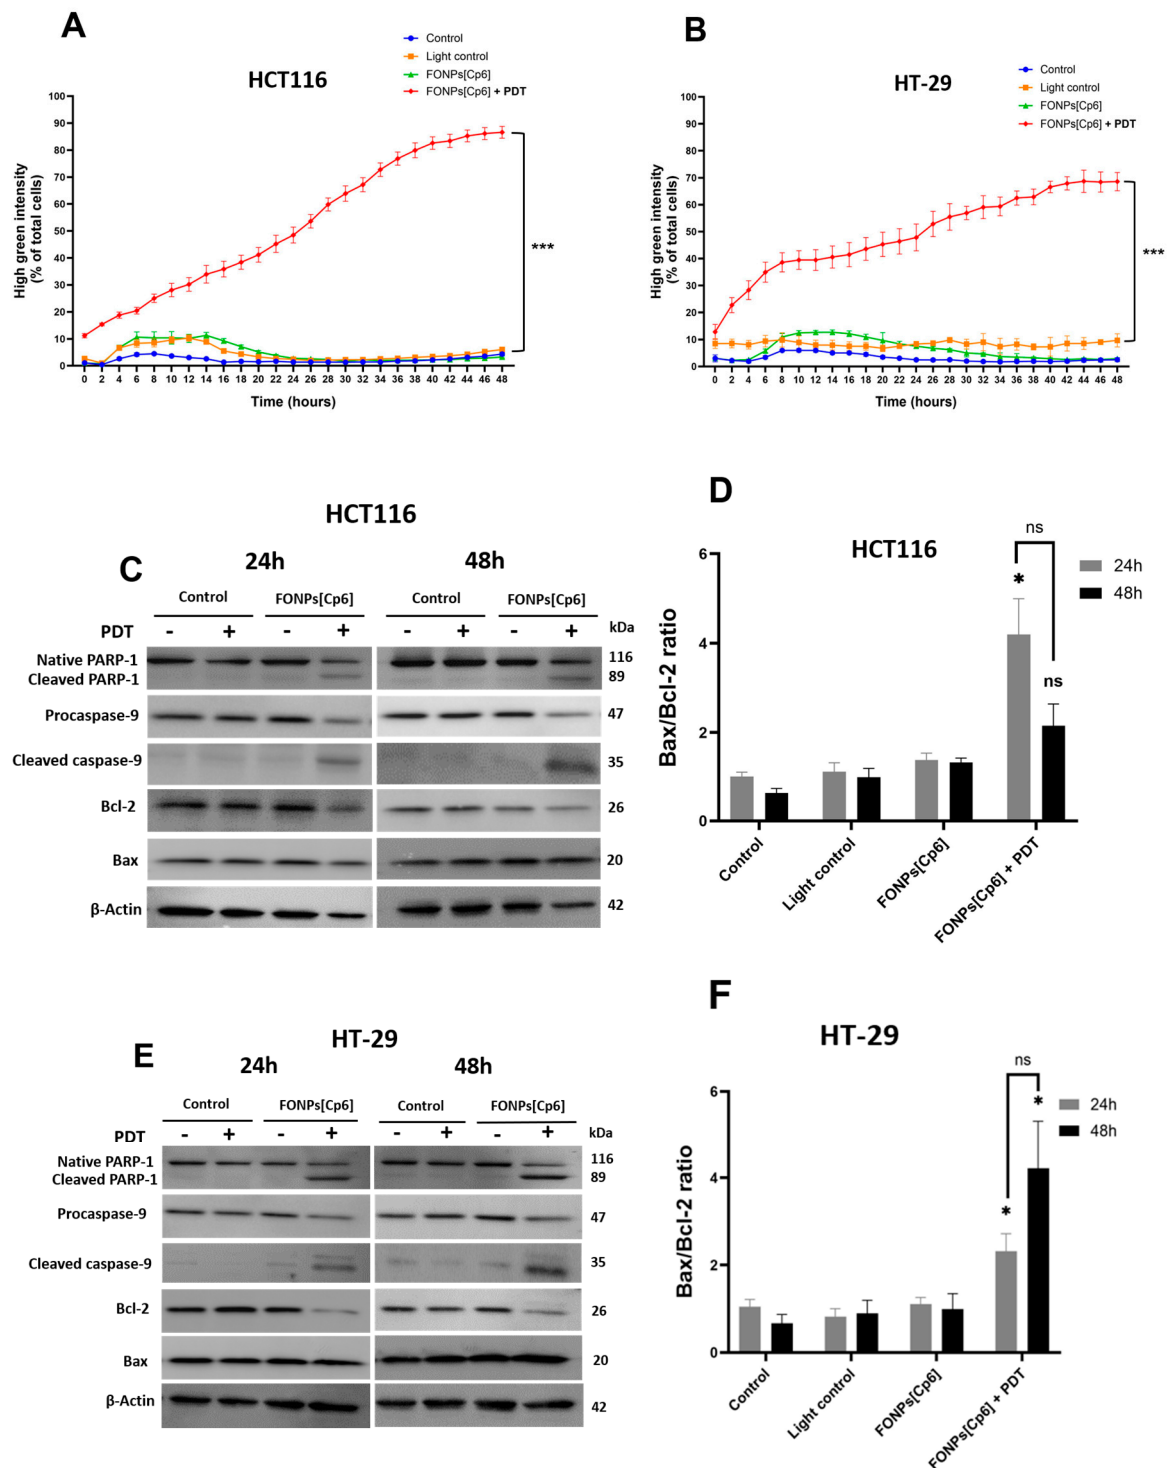 A
Control
Light control
FONPs[Cp6]
FONPs[Cp6] + PDT
HCT116
High green intensity
(% of total cells)
100
90
80
70
60
50
40
30
20
10
0
***
0 2 4 6 8 10 12 14 16 18 20 22 24 26 28 30 32 34 36 38 40 42 44 46 48
Time (hours)
B
Control
Light control
FONPs[Cp6]
FONPs[Cp6] + PDT
HT-29
High green intensity
(% of total cells)
100
90
80
70
60
50
40
30
20
10
0
***
0 2 4 6 8 10 12 14 16 18 20 22 24 26 28 30 32 34 36 38 40 42 44 46 48
Time (hours)
HCT116
C
24h 48h
Control FONPs[Cp6] Control FONPs[Cp6]
PDT - + - + - + - + kDa
Native PARP-1 116
Cleaved PARP-1 89
Procaspase-9 47
Cleaved caspase-9 35
Bcl-2 26
Bax 20
β-Actin 42
D
HCT116
ns
24h
48h
*
ns
Bax/Bcl-2 ratio
6
4
2
0
Control
Light control
FONPs[Cp6]
FONPs[Cp6] + PDT
HT-29
E
24h 48h
Control FONPs[Cp6] Control FONPs[Cp6]
PDT - + - + - + - + kDa
Native PARP-1 116
Cleaved PARP-1 89
Procaspase-9 47
Cleaved caspase-9 35
Bcl-2 26
Bax 20
β-Actin 42
F
HT-29
ns
24h
48h
*
*
Bax/Bcl-2 ratio
6
4
2
0
Control
Light control
FONPs[Cp6]
FONPs[Cp6] + PDT